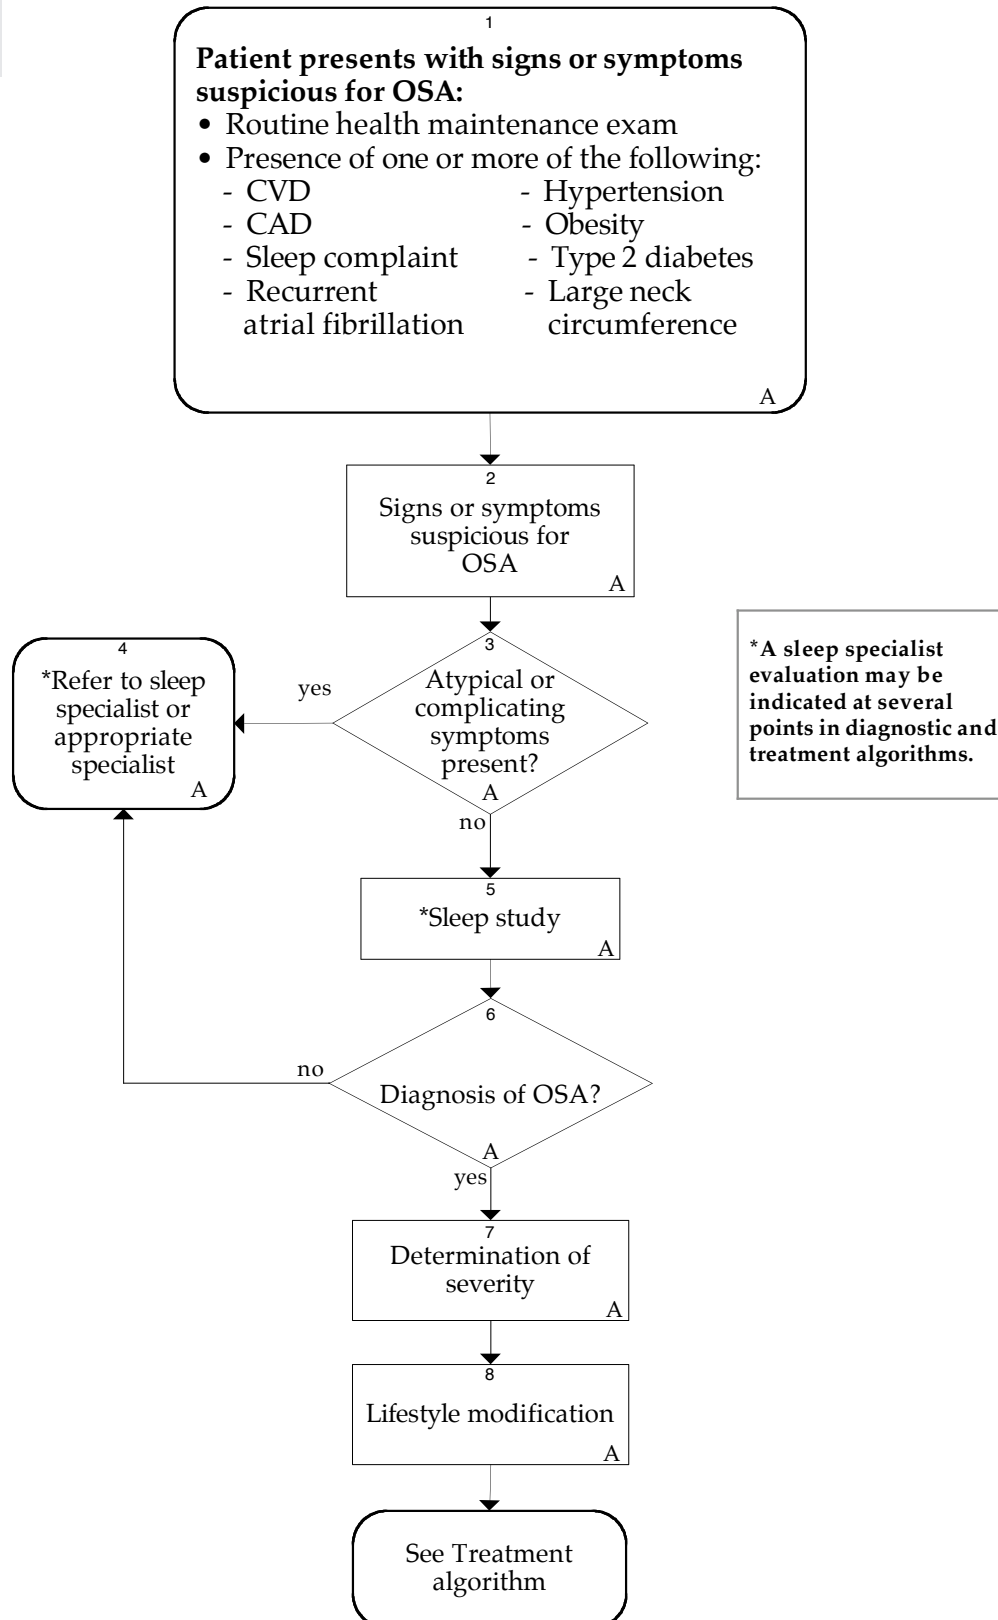 1
Patient presents with signs or symptoms
suspicious for OSA:
• Routine health maintenance exam
• Presence of one or more of the following:
- CVD - Hypertension
- CAD - Obesity
- Sleep complaint - Type 2 diabetes
- Recurrent - Large neck
atrial fibrillation circumference
A
2
Signs or symptoms
suspicious for
OSA
A
3
Atypical or
complicating
symptoms
present?
A
yes
no
4
*Refer to sleep
specialist or
appropriate
specialist
A
*A sleep specialist
evaluation may be
indicated at several
points in diagnostic and
treatment algorithms.
5
*Sleep study
A
6
Diagnosis of OSA?
A
no
yes
7
Determination of
severity
A
8
Lifestyle modification
A
See Treatment
algorithm